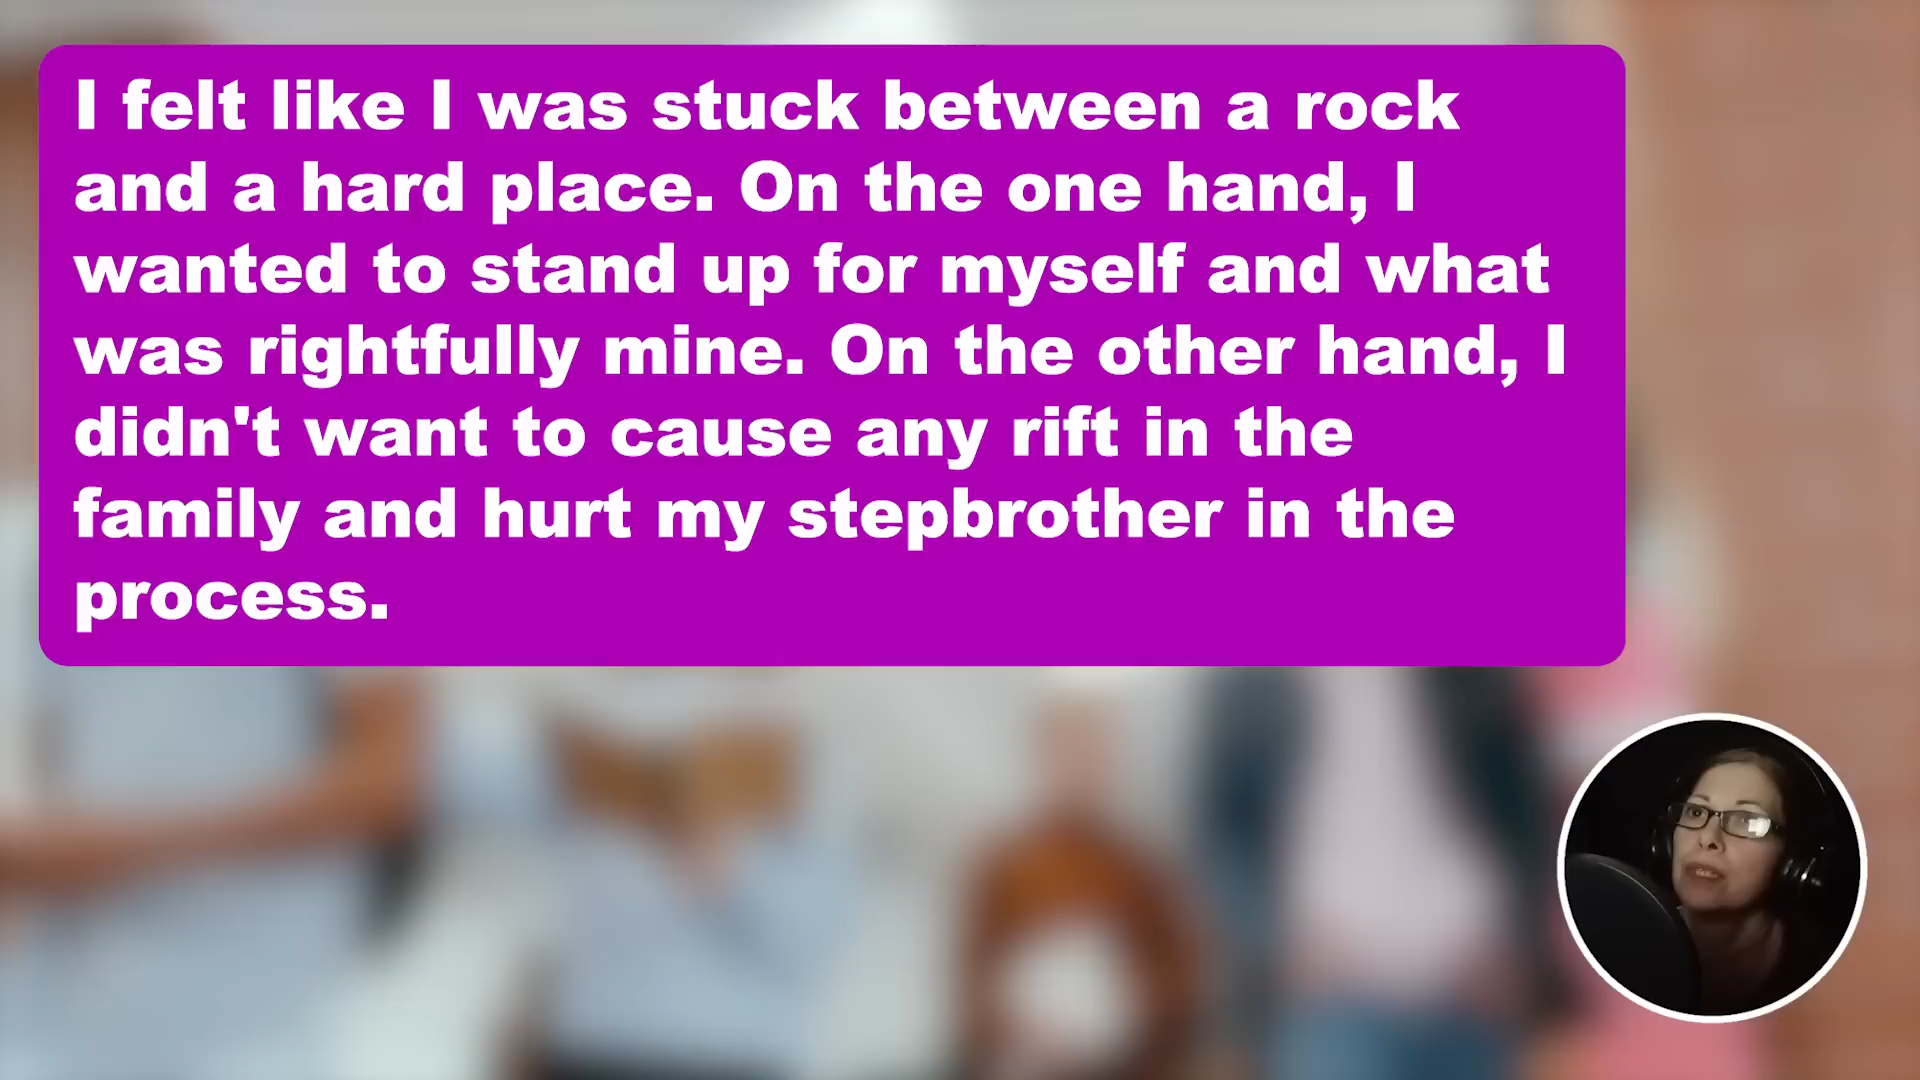 I felt like I was stuck between a rock
and a hard place. On the one hand, I
wanted to stand up for myself and what
was rightfully mine. On the other hand, I
didn't want to cause any rift in the
family and hurt my stepbrother in the
process.